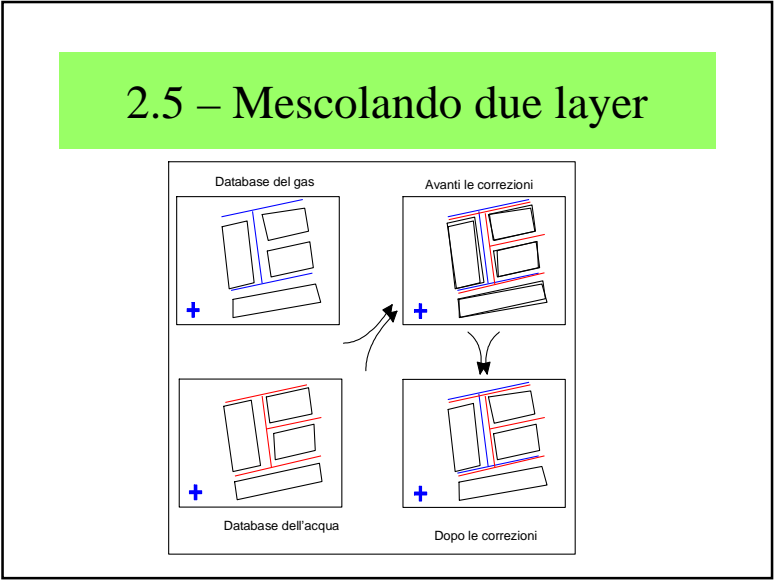 2.5 – Mescolando due layer
Database del gas
Avanti le correzioni
Database dell'acqua
Dopo le correzioni